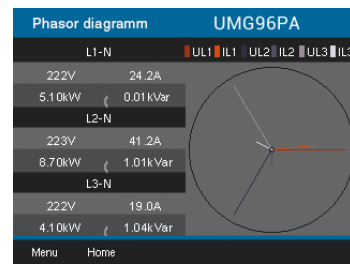 Phasor diagramm UMG96PA
L1-N UL1 IL1 UL2 IL2 UL3 IL3
222V 24.2A
5.10kW 0.01kVar
L2-N
223V 41.2A
8.70kW 1.01kVar
L3-N
222V 19.0A
4.10kW 1.04kVar
Menu Home